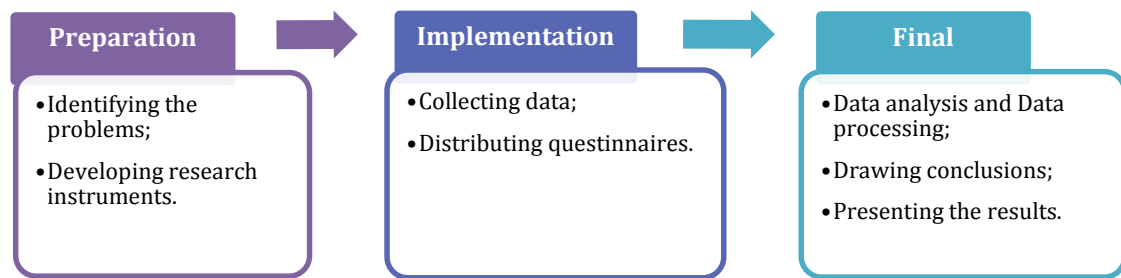 Preparation
•Identifying the
problems;
•Developing research
instruments.
Implementation
•Collecting data;
•Distributing questinnaires.
Final
•Data analysis and Data
processing;
•Drawing conclusions;
•Presenting the results.